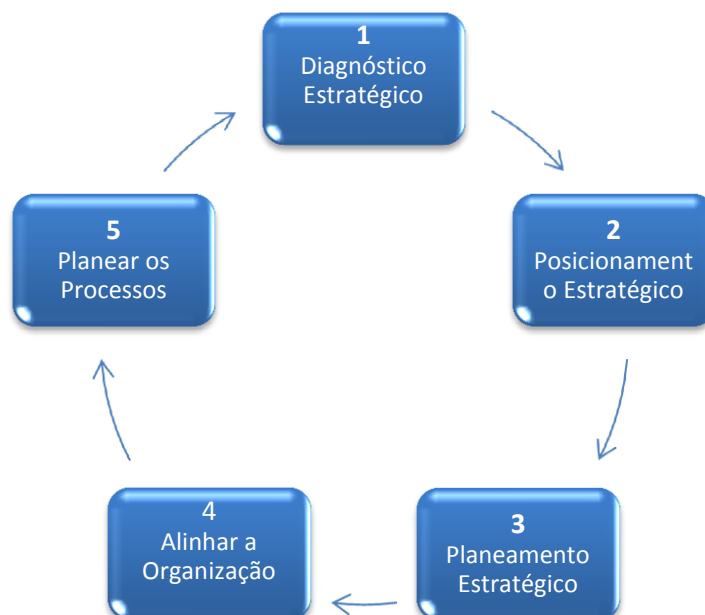 1
Diagnóstico
Estratégico
2
Posicionament
o Estratégico
3
Planeamento
Estratégico
4
Alinhar a
Organização
5
Planear os
Processos